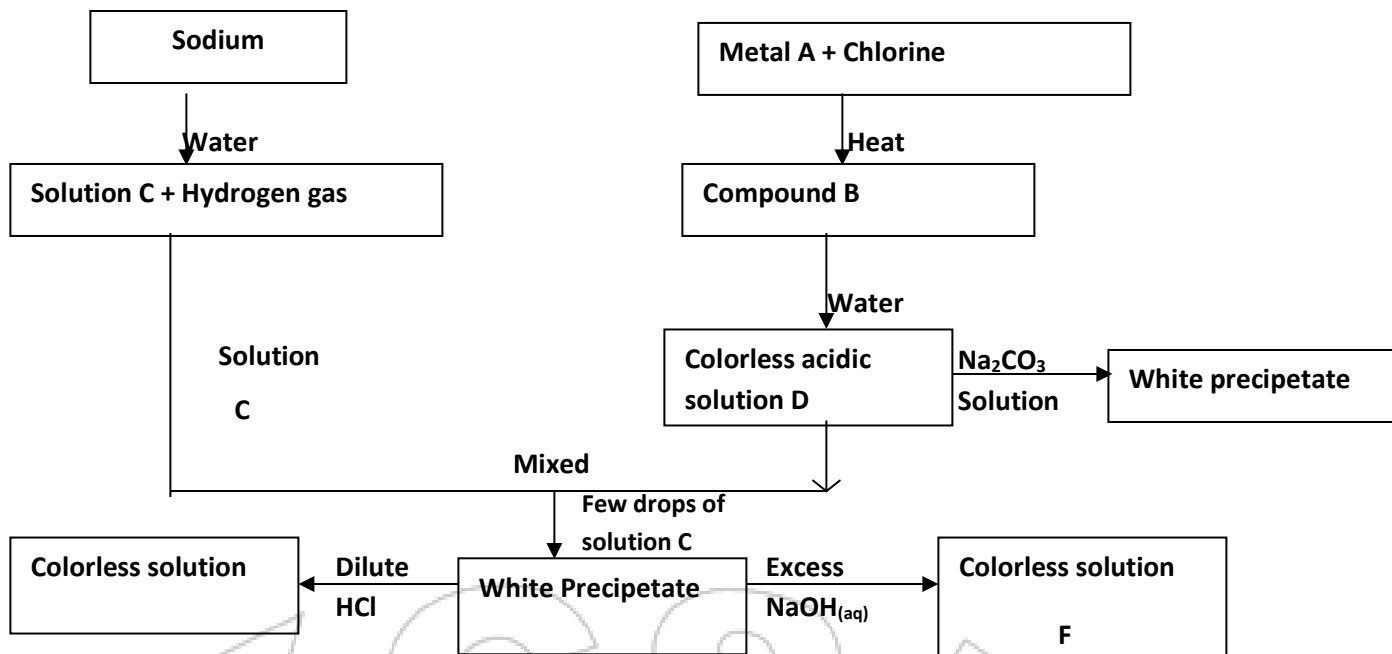 Sodium
Metal A + Chlorine
Water
Heat
Solution C + Hydrogen gas
Compound B
Water
Solution
C
Colorless acidic
solution D
Na₂CO₃
Solution
White precipetate
Mixed
Few drops of
solution C
Colorless solution
Dilute
HCl
White Precipetate
Excess
NaOH(aq)
Colorless solution
F